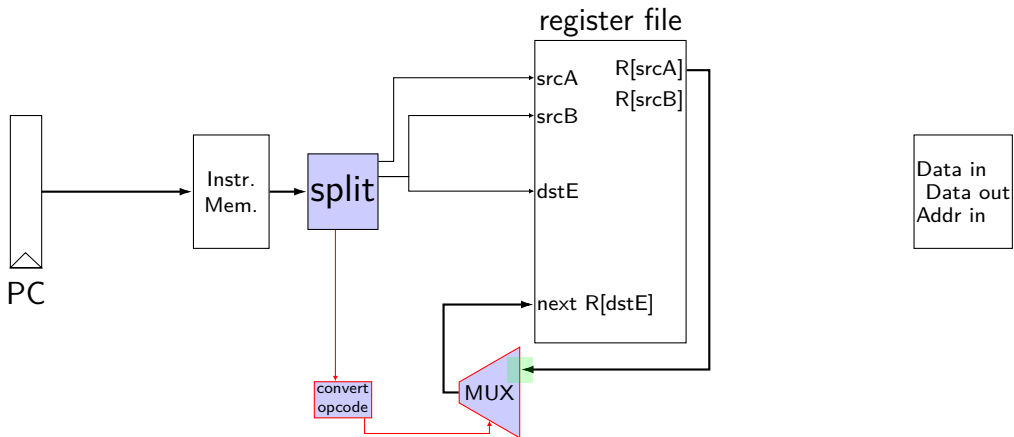 register file
srcA
R[srcA]
R[srcB]
srcB
Instr.
Mem.
split
dstE
Data in
Data out
Addr in
PC
next R[dstE]
convert
opcode
MUX